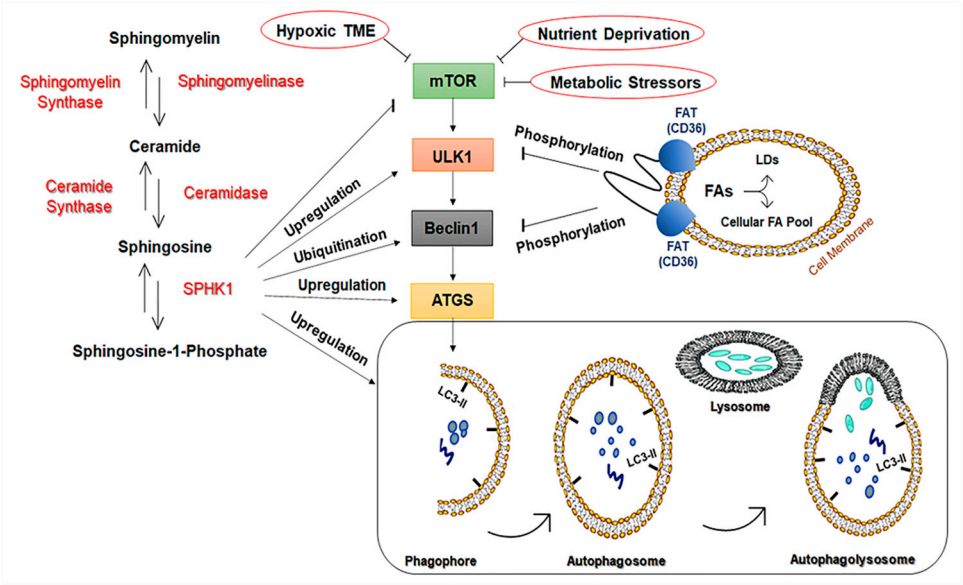 Hypoxic TME
Nutrient Deprivation
Metabolic Stressors
Sphingomyelin
Sphingomyelin
Synthase
Sphingomyelinase
Ceramide
Ceramide
Synthase
Ceramidase
Sphingosine
SPHK1
Sphingosine-1-Phosphate
mTOR
ULK1
Beclin1
ATGS
Upregulation
Ubiquitination
Upregulation
Upregulation
Phosphorylation
Phosphorylation
FAT
(CD36)
LDs
FAs
Cellular FA Pool
FAT
(CD36)
Cell Membrane
LC3-II
Phagophore
LC3-II
Autophagosome
Lysosome
LC3-II
Autophagolysosome